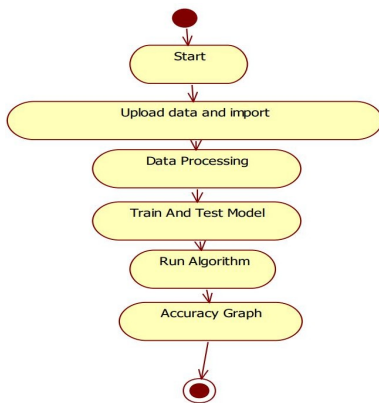 Start
Upload data and import
Data Processing
Train And Test Model
Run Algorithm
Accuracy Graph